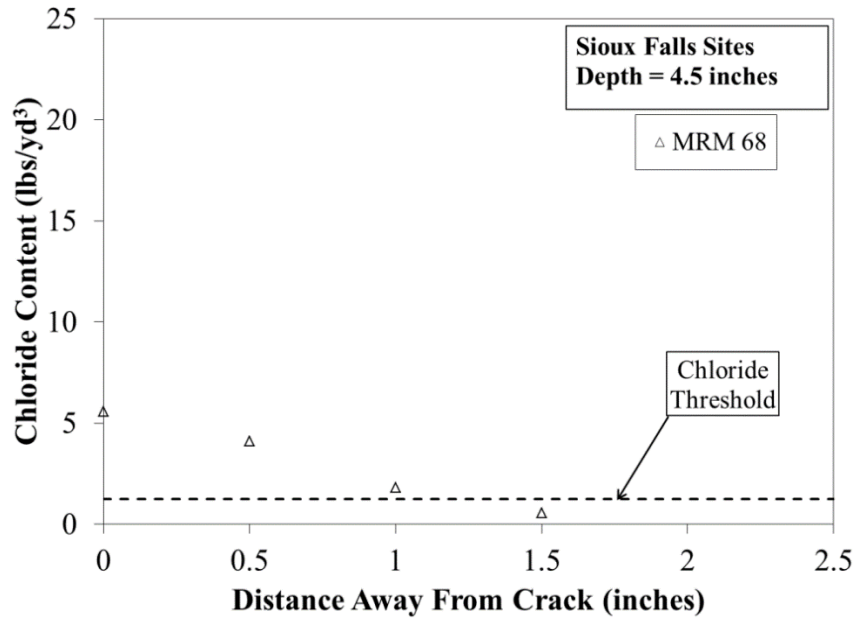 25
20
15
10
5
0
Chloride Content (lbs/yd³)
Sioux Falls Sites
Depth = 4.5 inches
MRM 68
Chloride
Threshold
0 0.5 1 1.5 2 2.5
Distance Away From Crack (inches)